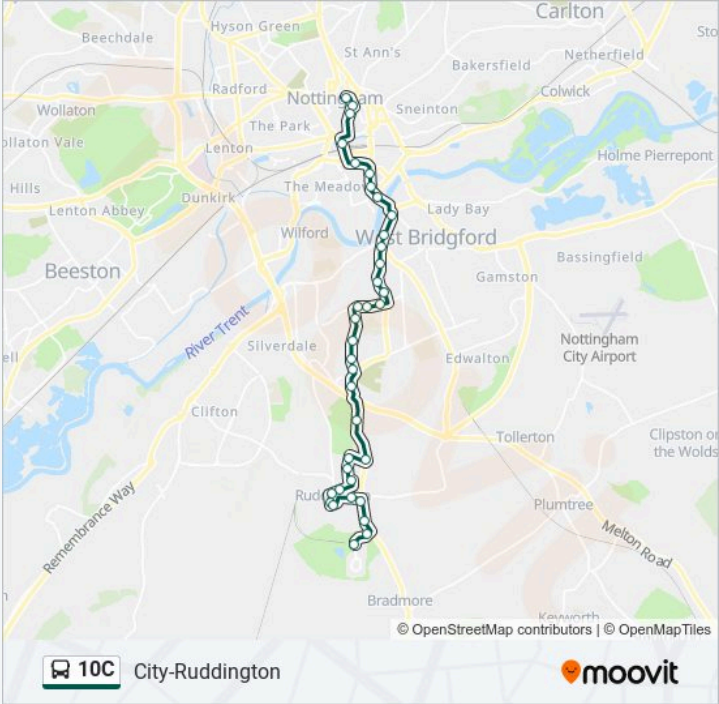 Carlton
Hyson Green
Beechdale
St Ann's
Netherfield
Bakersfield
Radford
Colwick
Nottingham
Wollaton
Sneinton
The Park
ollaton Vale
Lenton
Holme Pierrepont
Hills
The Meadow
Dunkirk
Lenton Abbey
Lady Bay
Wilford
West Bridgford
Bassingfield
Beeston
Gamston
River Trent
Nottingham
City Airport
Silverdale
ell
Edwalton
Clifton
Tollerton
Clipston on
the Wolds
Remembrance Way
Plumtree
Melton Road
Bradmore
Keyworth
© OpenStreetMap contributors | © OpenMapTiles
10C City-Ruddington
moovit